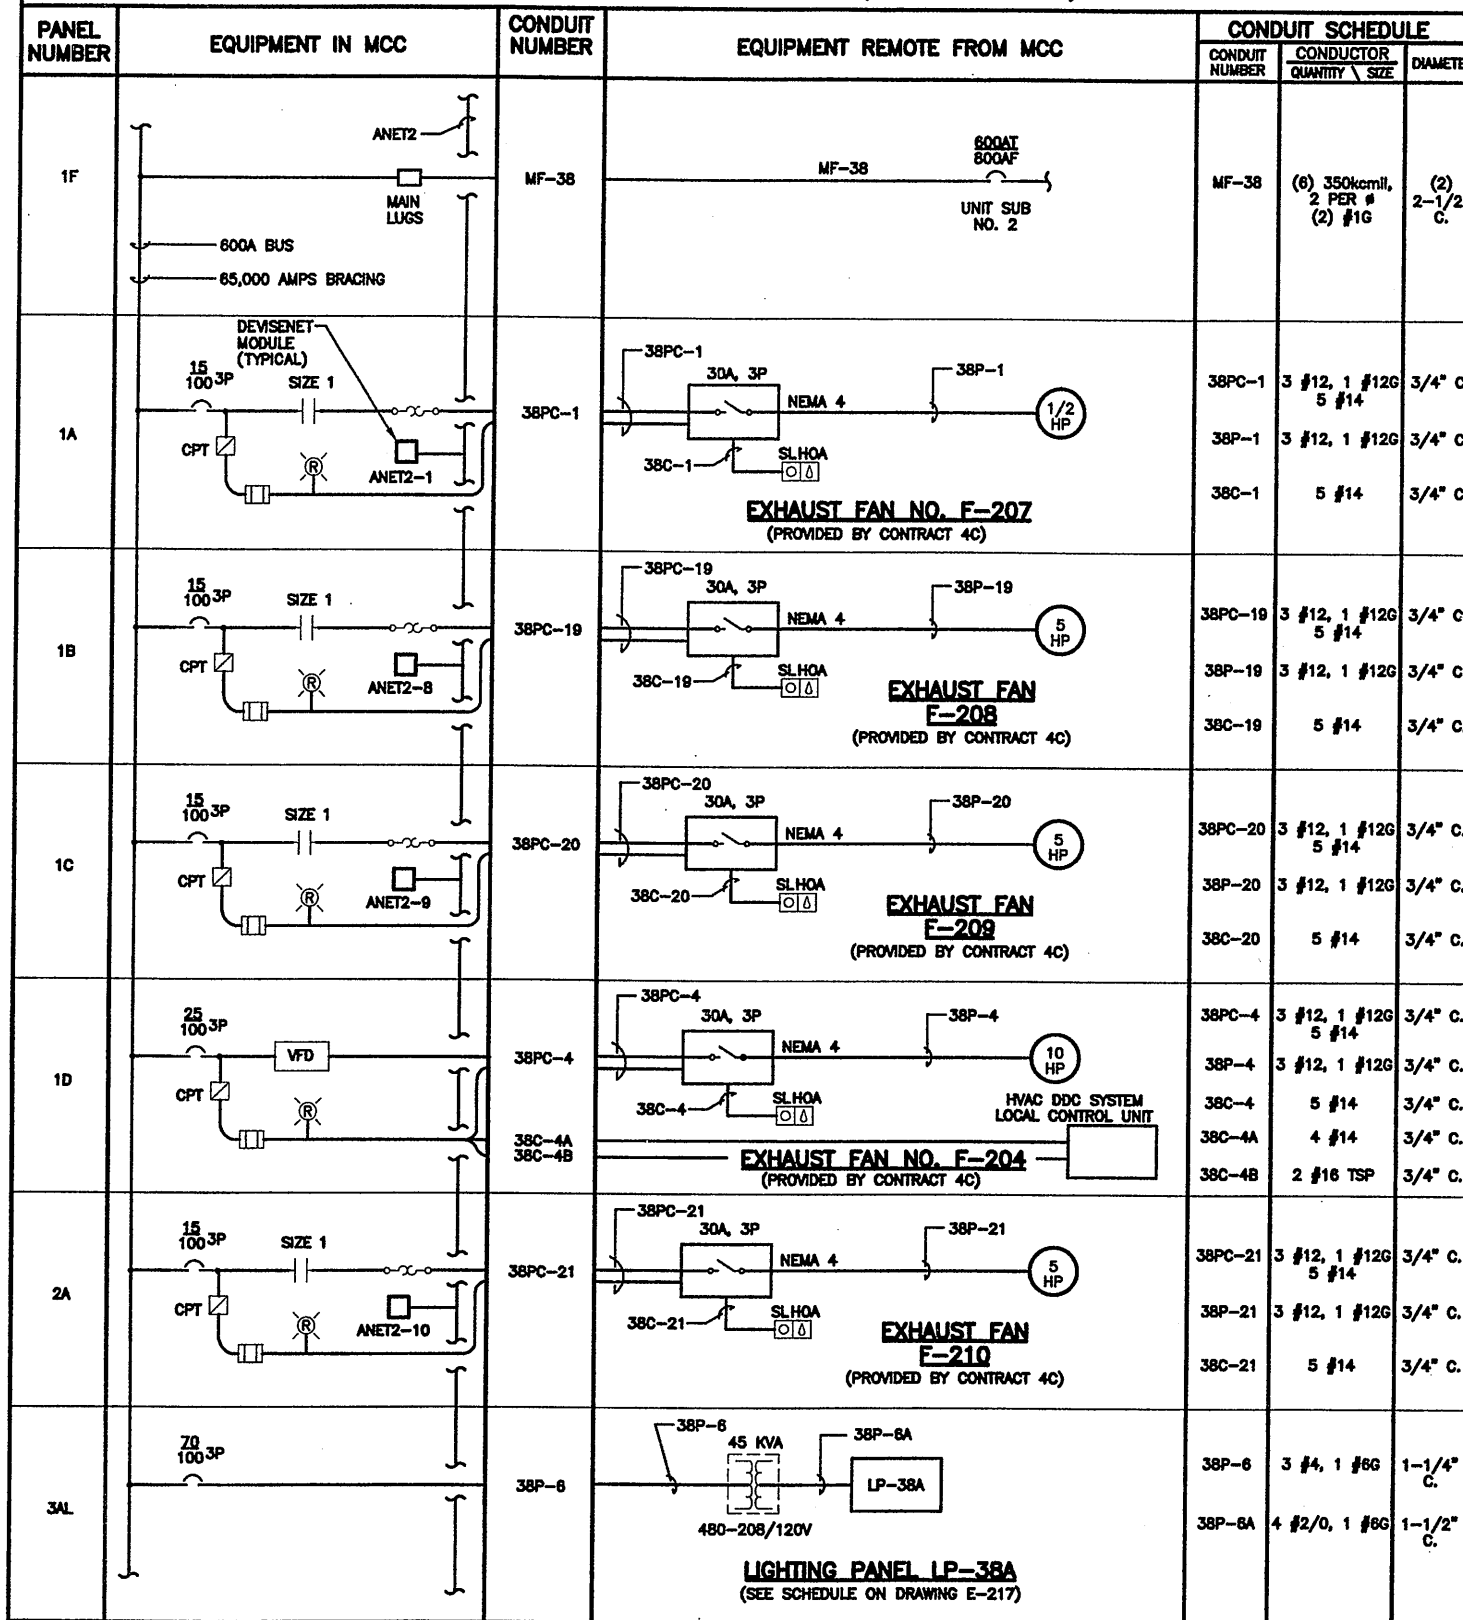 PANEL
NUMBER
EQUIPMENT IN MCC
CONDUIT
NUMBER
EQUIPMENT REMOTE FROM MCC
CONDUIT SCHEDULE
CONDUIT
NUMBER
CONDUCTOR
QUANTITY \ SIZE
DIAMETE
1F
ANET2
MAIN
LUGS
600A BUS
65,000 AMPS BRACING
MF-38
MF-38
600AT
800AF
UNIT SUB
NO. 2
MF-38
(6) 350kcmil,
2 PER ø
(2) #1G
(2)
2-1/2
C.
1A
DEVISENET
MODULE
(TYPICAL)
15
100 3P
SIZE 1
CPT
R
ANET2-1
38PC-1
38PC-1
30A, 3P
NEMA 4
38P-1
1/2
HP
38C-1
SLHOA
EXHAUST FAN NO. F-207
(PROVIDED BY CONTRACT 4C)
38PC-1 3 #12, 1 #12G 3/4" C
5 #14
38P-1 3 #12, 1 #12G 3/4" C
38C-1 5 #14 3/4" C
1B
15
100 3P
SIZE 1
CPT
R
ANET2-8
38PC-19
38PC-19
30A, 3P
NEMA 4
38P-19
5
HP
38C-19
SLHOA
EXHAUST FAN
F-208
(PROVIDED BY CONTRACT 4C)
38PC-19 3 #12, 1 #12G 3/4" C
5 #14
38P-19 3 #12, 1 #12G 3/4" C
38C-19 5 #14 3/4" C.
1C
15
100 3P
SIZE 1
CPT
R
ANET2-9
38PC-20
38PC-20
30A, 3P
NEMA 4
38P-20
5
HP
38C-20
SLHOA
EXHAUST FAN
F-209
(PROVIDED BY CONTRACT 4C)
38PC-20 3 #12, 1 #12G 3/4" C.
5 #14
38P-20 3 #12, 1 #12G 3/4" C.
38C-20 5 #14 3/4" C.
1D
25
100 3P
VFD
CPT
R
38PC-4
38C-4A
38C-4B
38PC-4
30A, 3P
NEMA 4
38P-4
10
HP
38C-4
SLHOA
HVAC DDC SYSTEM
LOCAL CONTROL UNIT
EXHAUST FAN NO. F-204
(PROVIDED BY CONTRACT 4C)
38PC-4 3 #12, 1 #12G 3/4" C.
5 #14
38P-4 3 #12, 1 #12G 3/4" C.
38C-4 5 #14 3/4" C.
38C-4A 4 #14 3/4" C.
38C-4B 2 #16 TSP 3/4" C.
2A
15
100 3P
SIZE 1
CPT
R
ANET2-10
38PC-21
38PC-21
30A, 3P
NEMA 4
38P-21
5
HP
38C-21
SLHOA
EXHAUST FAN
F-210
(PROVIDED BY CONTRACT 4C)
38PC-21 3 #12, 1 #12G 3/4" C.
5 #14
38P-21 3 #12, 1 #12G 3/4" C.
38C-21 5 #14 3/4" C.
3AL
70
100 3P
38P-6
38P-6
45 KVA
480-208/120V
38P-6A
LP-38A
LIGHTING PANEL LP-38A
(SEE SCHEDULE ON DRAWING E-217)
38P-6 3 #4, 1 #6G 1-1/4"
C.
38P-6A 4 #2/0, 1 #6G 1-1/2"
C.